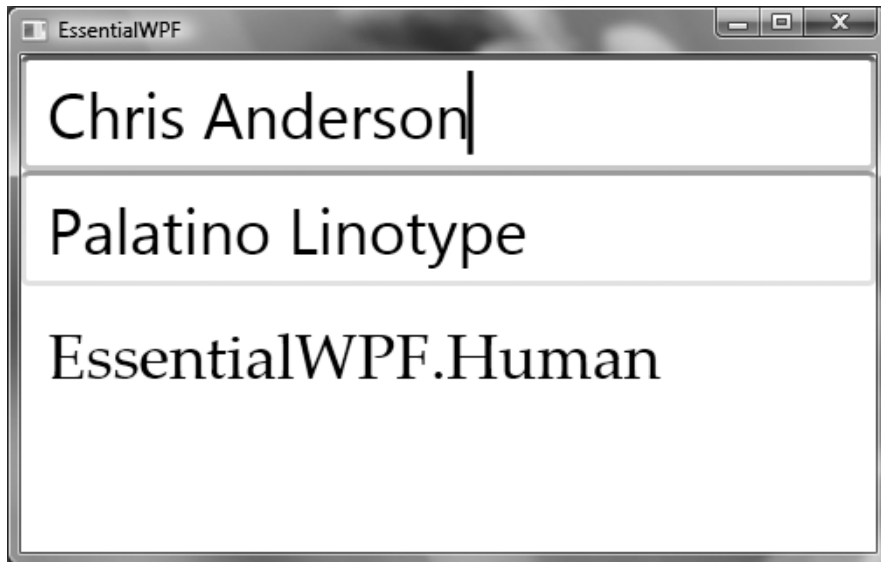 EssentialWPF
Chris Anderson
Palatino Linotype
EssentialWPF.Human